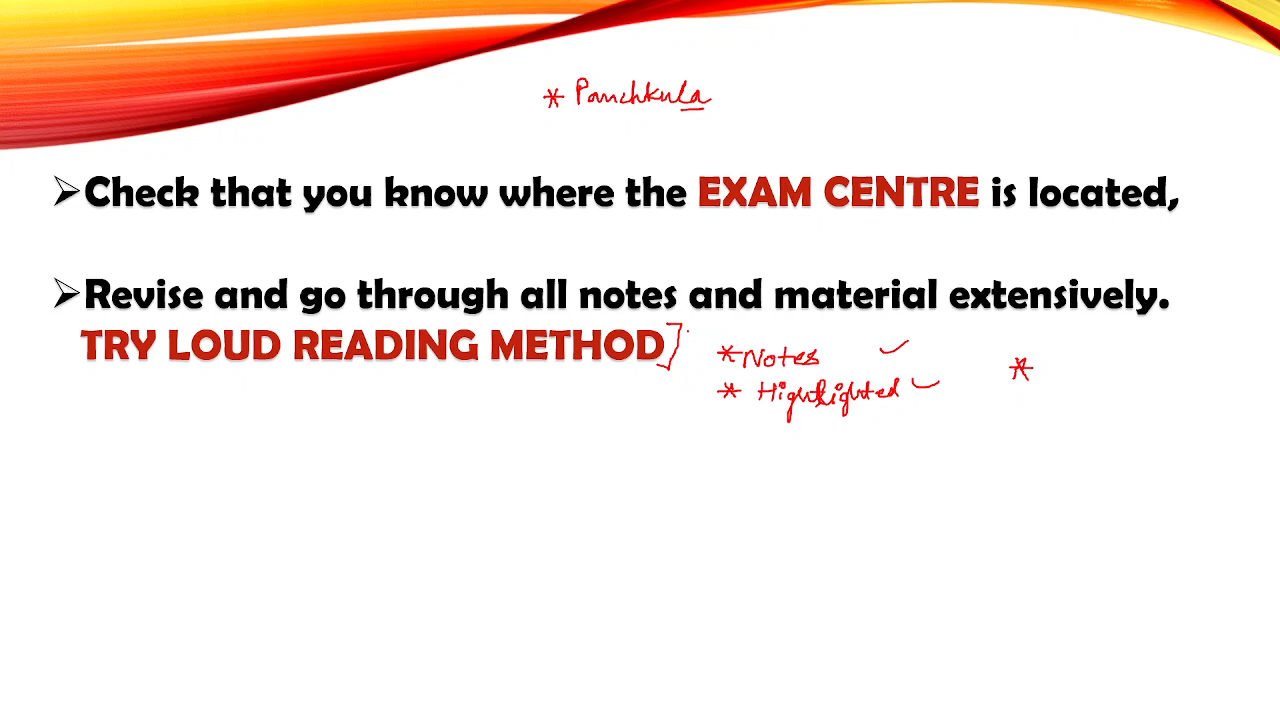 * Panchkula
➢Check that you know where the EXAM CENTRE is located,
➢Revise and go through all notes and material extensively.
TRY LOUD READING METHOD]
*Notes ✓ *
* Highlighted ✓